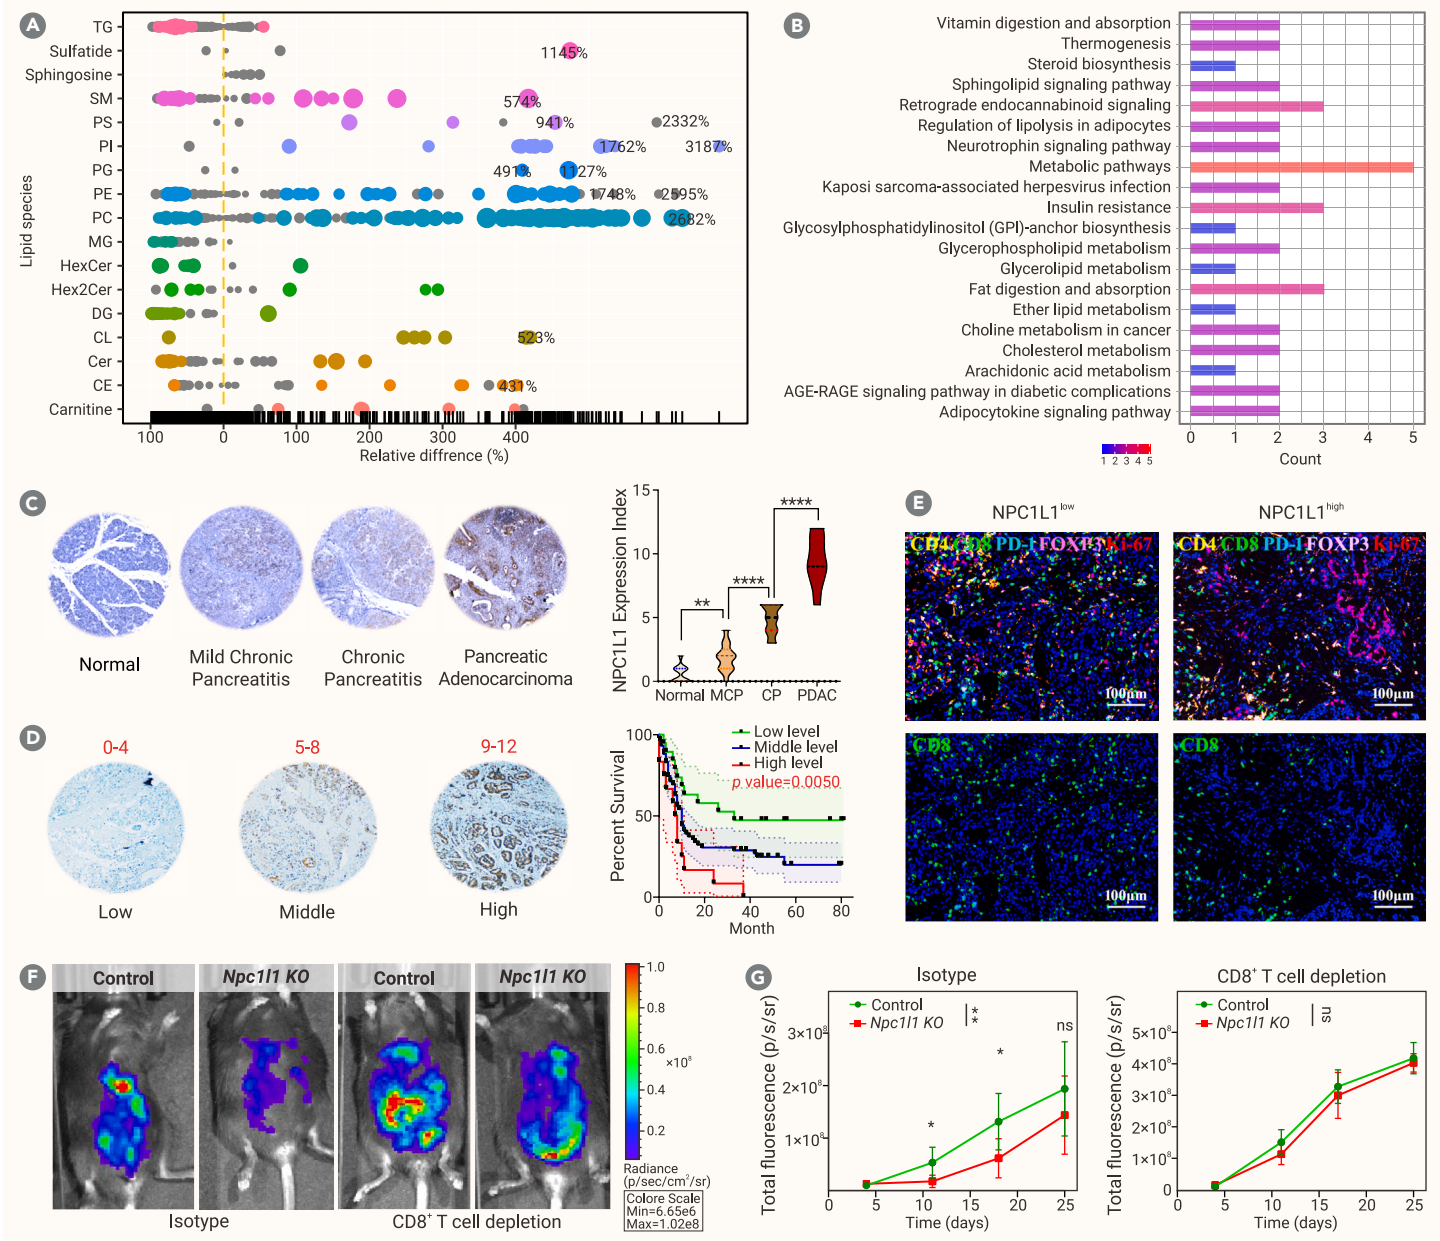 A
Lipid species
TG
Sulfatide
Sphingosine
SM
PS
PI
PG
PE
PC
MG
HexCer
Hex2Cer
DG
CL
Cer
CE
Carnitine
1145%
574%
941%
2332%
1762%
3187%
491%
1127%
1748%
2595%
2682%
523%
431%
100 0 100 200 300 400
Relative diffrence (%)
B
Vitamin digestion and absorption
Thermogenesis
Steroid biosynthesis
Sphingolipid signaling pathway
Retrograde endocannabinoid signaling
Regulation of lipolysis in adipocytes
Neurotrophin signaling pathway
Metabolic pathways
Kaposi sarcoma-associated herpesvirus infection
Insulin resistance
Glycosylphosphatidylinositol (GPI)-anchor biosynthesis
Glycerophospholipid metabolism
Glycerolipid metabolism
Fat digestion and absorption
Ether lipid metabolism
Choline metabolism in cancer
Cholesterol metabolism
Arachidonic acid metabolism
AGE-RAGE signaling pathway in diabetic complications
Adipocytokine signaling pathway
0 1 2 3 4 5
Count
1 2 3 4 5
C
Normal
Mild Chronic
Pancreatitis
Chronic
Pancreatitis
Pancreatic
Adenocarcinoma
NPC1L1 Expression Index
15
10
5
0
**
****
****
Normal MCP CP PDAC
D
0-4
5-8
9-12
Low
Middle
High
Percent Survival
100
50
0
Low level
Middle level
High level
p value=0.0050
0 20 40 60 80
Month
E
NPC1L1low
NPC1L1high
CD4 CD8 PD-1 FOXP3 Ki-67
100μm
CD4 CD8 PD-1 FOXP3 Ki-67
100μm
CD8
100μm
CD8
100μm
F
Control
Npc1l1 KO
Control
Npc1l1 KO
Isotype
CD8+ T cell depletion
1.0
0.8
0.6
0.4
0.2
×10⁸
Radiance
(p/sec/cm²/sr)
Colore Scale
Min=6.65e6
Max=1.02e8
G
Isotype
Total fluorescence (p/s/sr)
3×10⁸
2×10⁸
1×10⁸
Control
Npc1l1 KO
**
*
*
ns
0 5 10 15 20 25
Time (days)
CD8+ T cell depletion
Total fluorescence (p/s/sr)
5×10⁸
4×10⁸
3×10⁸
2×10⁸
1×10⁸
0
Control
Npc1l1 KO
ns
0 5 10 15 20 25
Time (days)